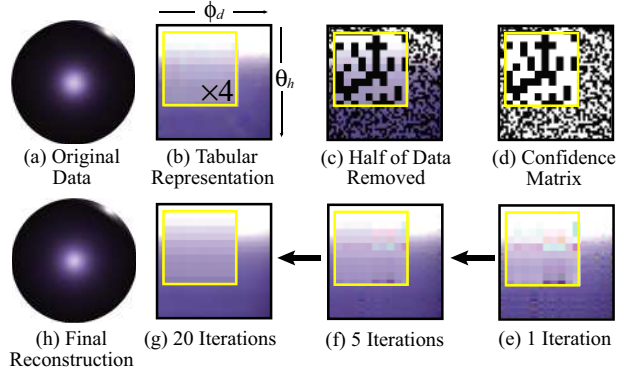 ϕd
θh
×4
(a) Original
Data
(b) Tabular
Representation
(c) Half of Data
Removed
(d) Confidence
Matrix
(h) Final
Reconstruction
(g) 20 Iterations
(f) 5 Iterations
(e) 1 Iteration